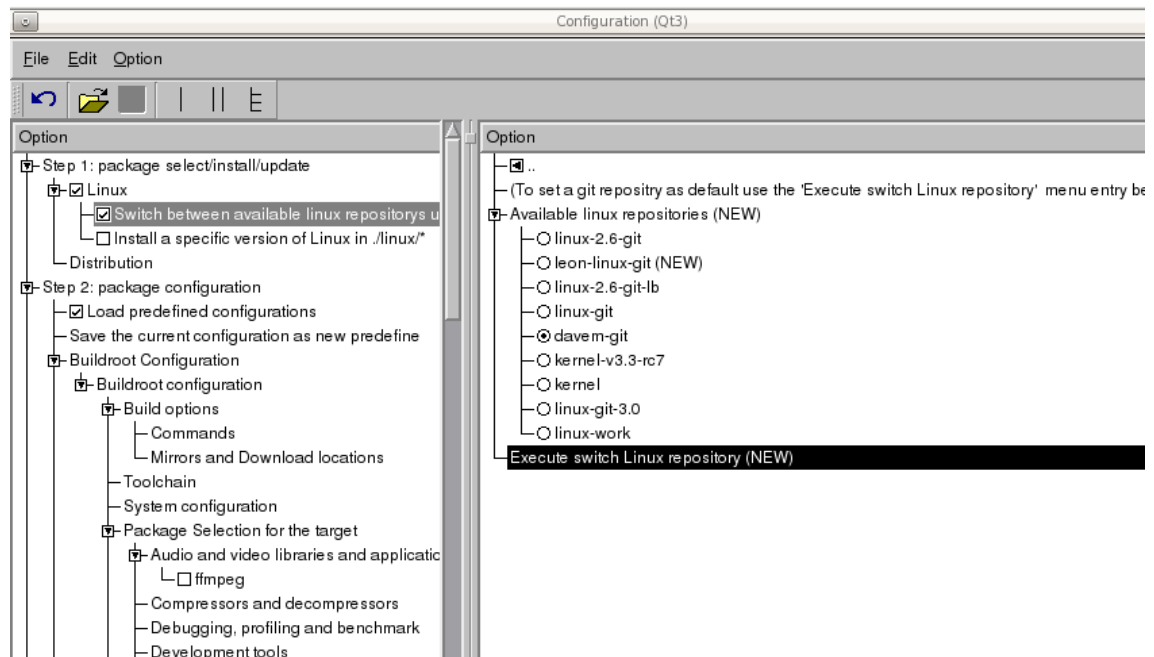 Configuration (Qt3)
File Edit Option
Option
Step 1: package select/install/update
Linux
Switch between available linux repositorys u
Install a specific version of Linux in ./linux/*
Distribution
Step 2: package configuration
Load predefined configurations
Save the current configuration as new predefine
Buildroot Configuration
Buildroot configuration
Build options
Commands
Mirrors and Download locations
Toolchain
System configuration
Package Selection for the target
Audio and video libraries and applicatio
ffmpeg
Compressors and decompressors
Debugging, profiling and benchmark
Development tools
Option
..
(To set a git repositry as default use the 'Execute switch Linux repository' menu entry be
Available linux repositories (NEW)
linux-2.6-git
leon-linux-git (NEW)
linux-2.6-git-lb
linux-git
davem-git
kernel-v3.3-rc7
kernel
linux-git-3.0
linux-work
Execute switch Linux repository (NEW)